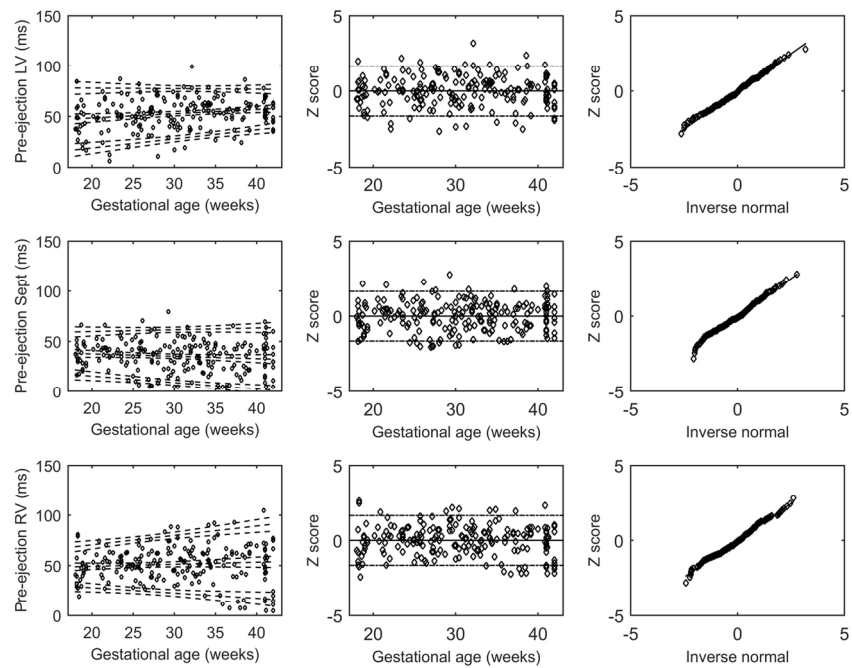 150
100
50
0
Pre-ejection LV (ms)
20 25 30 35 40
Gestational age (weeks)
5
0
-5
Z score
20 30 40
Gestational age (weeks)
5
0
-5
Z score
-5 0 5
Inverse normal
150
100
50
0
Pre-ejection Sept (ms)
20 25 30 35 40
Gestational age (weeks)
5
0
-5
Z score
20 30 40
Gestational age (weeks)
5
0
-5
Z score
-5 0 5
Inverse normal
150
100
50
0
Pre-ejection RV (ms)
20 25 30 35 40
Gestational age (weeks)
5
0
-5
Z score
20 30 40
Gestational age (weeks)
5
0
-5
Z score
-5 0 5
Inverse normal